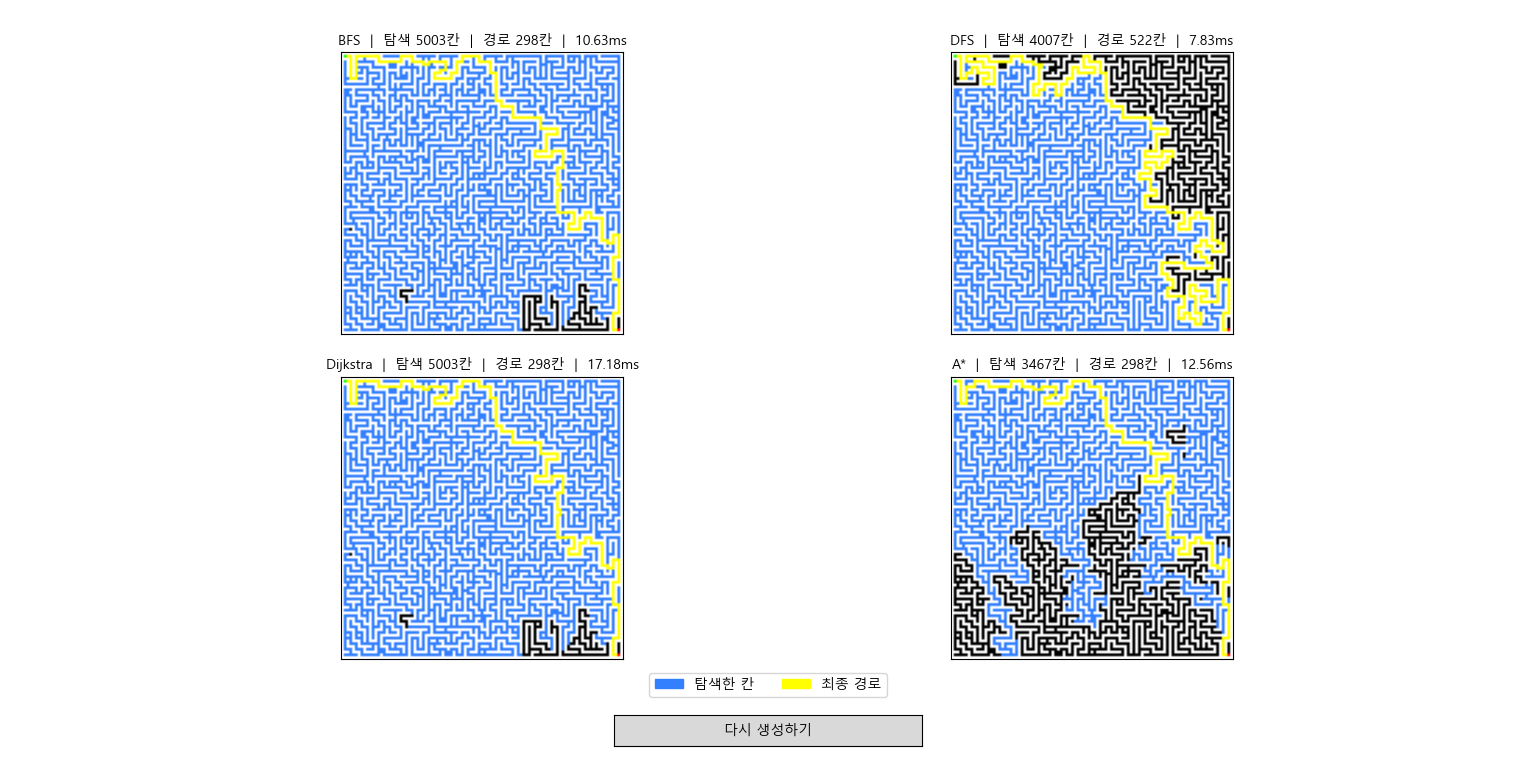 BFS | 탐색 5003칸 | 경로 298칸 | 10.63ms
DFS | 탐색 4007칸 | 경로 522칸 | 7.83ms
Dijkstra | 탐색 5003칸 | 경로 298칸 | 17.18ms
A* | 탐색 3467칸 | 경로 298칸 | 12.56ms
탐색한 칸 최종 경로
다시 생성하기